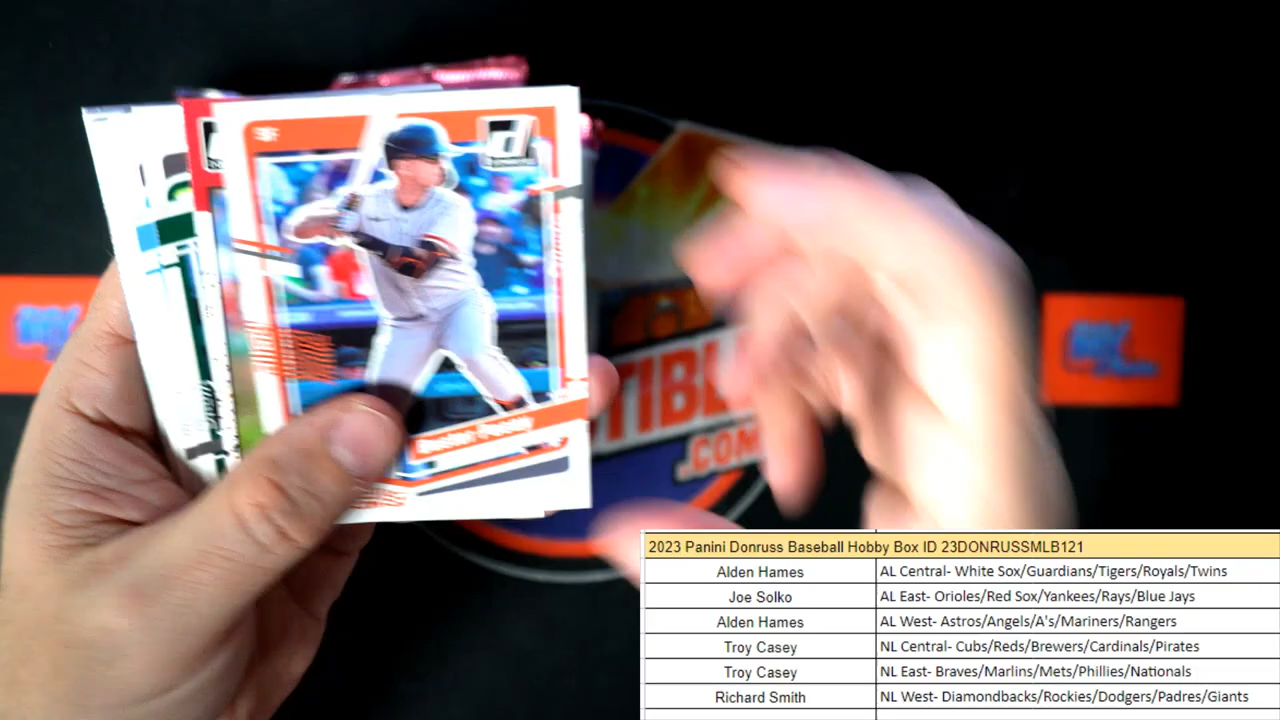 SF
TIBL
.COM
2023 Panini Donruss Baseball Hobby Box ID 23DONRUSSMLB121
Alden Hames AL Central- White Sox/Guardians/Tigers/Royals/Twins
Joe Solko AL East- Orioles/Red Sox/Yankees/Rays/Blue Jays
Alden Hames AL West- Astros/Angels/A's/Mariners/Rangers
Troy Casey NL Central- Cubs/Reds/Brewers/Cardinals/Pirates
Troy Casey NL East- Braves/Marlins/Mets/Phillies/Nationals
Richard Smith NL West- Diamondbacks/Rockies/Dodgers/Padres/Giants